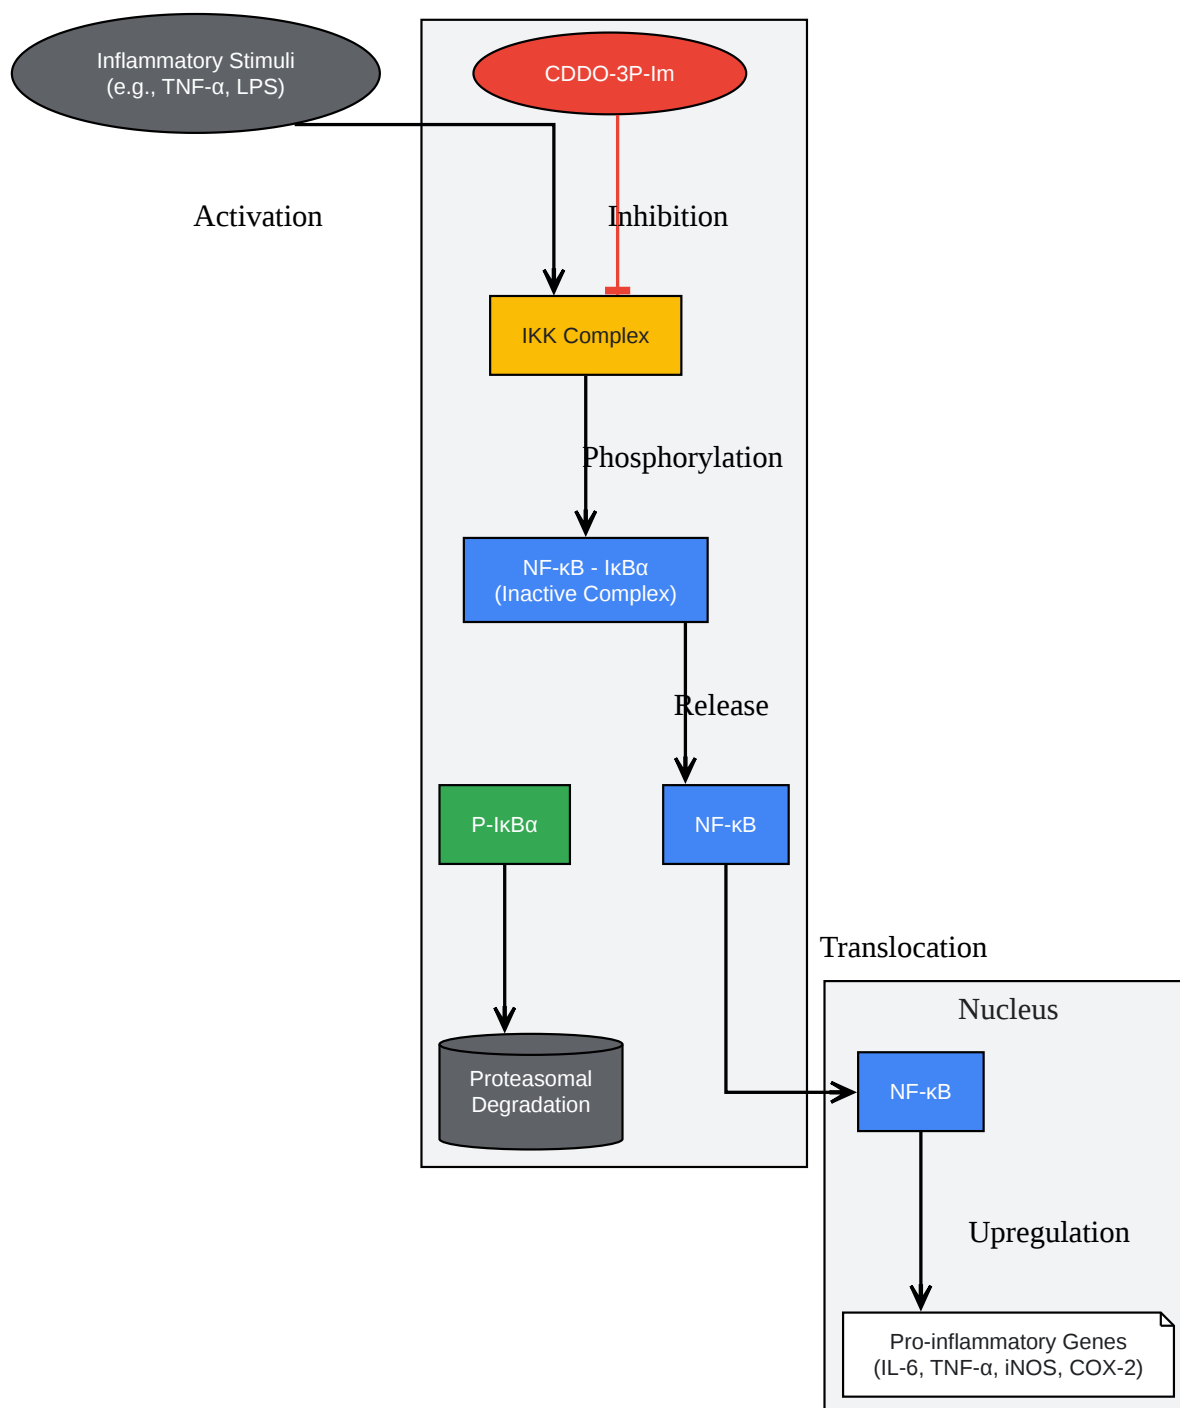 Inflammatory Stimuli
(e.g., TNF-α, LPS)
CDDO-3P-Im
Activation
Inhibition
IKK Complex
Phosphorylation
NF-κB - IκBα
(Inactive Complex)
Release
P-IκBα
NF-κB
Translocation
Nucleus
Proteasomal
Degradation
NF-κB
Upregulation
Pro-inflammatory Genes
(IL-6, TNF-α, iNOS, COX-2)